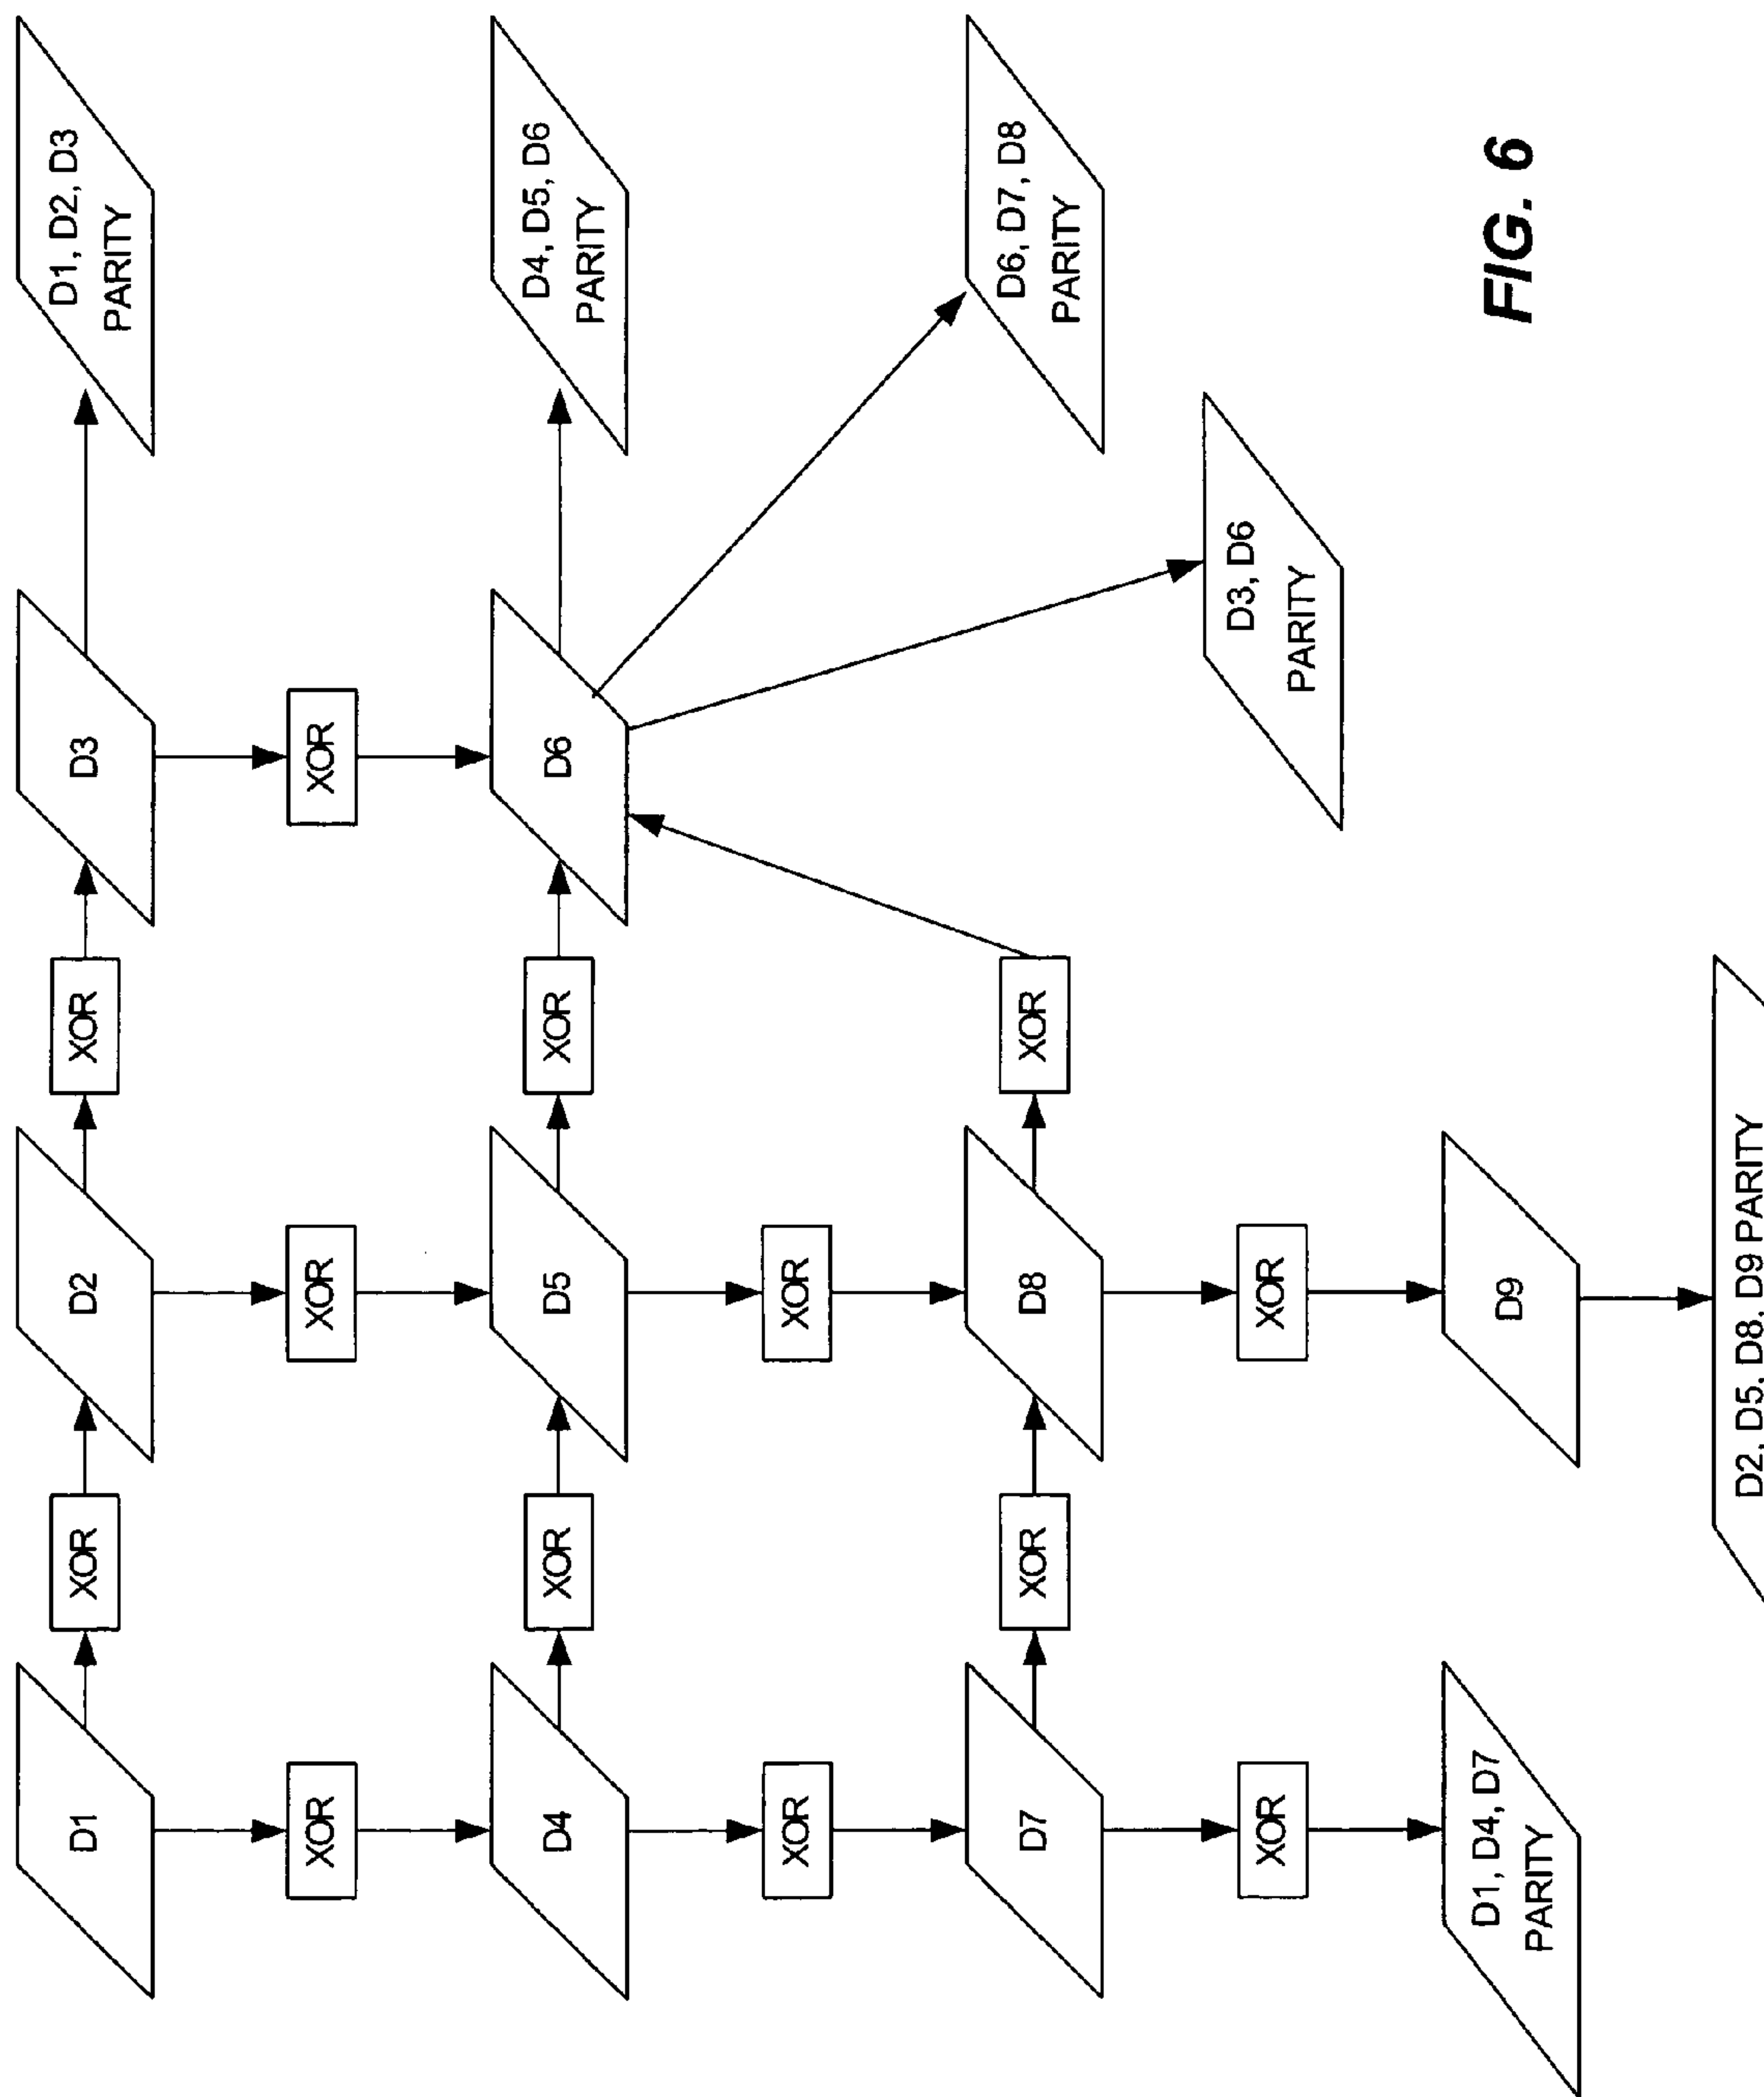 D1
XOR
D2
XOR
D3
D1, D2, D3
PARITY
XOR
XOR
XOR
D4
XOR
D5
XOR
D6
D4, D5, D6
PARITY
XOR
XOR
D7
XOR
D8
XOR
D6, D7, D8
PARITY
XOR
XOR
D3, D6
PARITY
D1, D4, D7
PARITY
D9
FIG. 6
D2, D5, D8, D9 PARITY